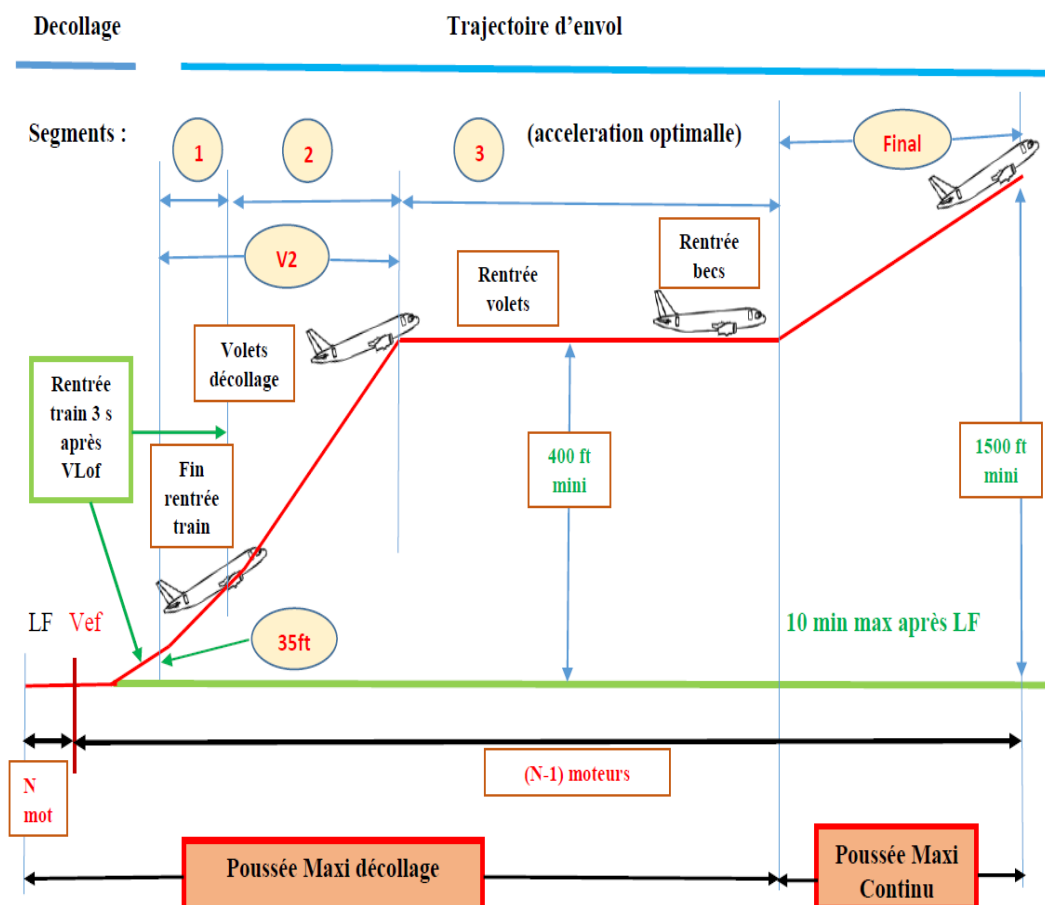 Decollage
Trajectoire d'envol
Segments :
1
2
3
(acceleration optimalle)
Final
V2
Rentrée
volets
Rentrée
becs
Volets
décollage
Rentrée
train 3 s
après
VLof
Fin
rentrée
train
400 ft
mini
1500 ft
mini
LF
Vef
35ft
10 min max après LF
N
mot
(N-1) moteurs
Poussée Maxi décollage
Poussée Maxi
Continu